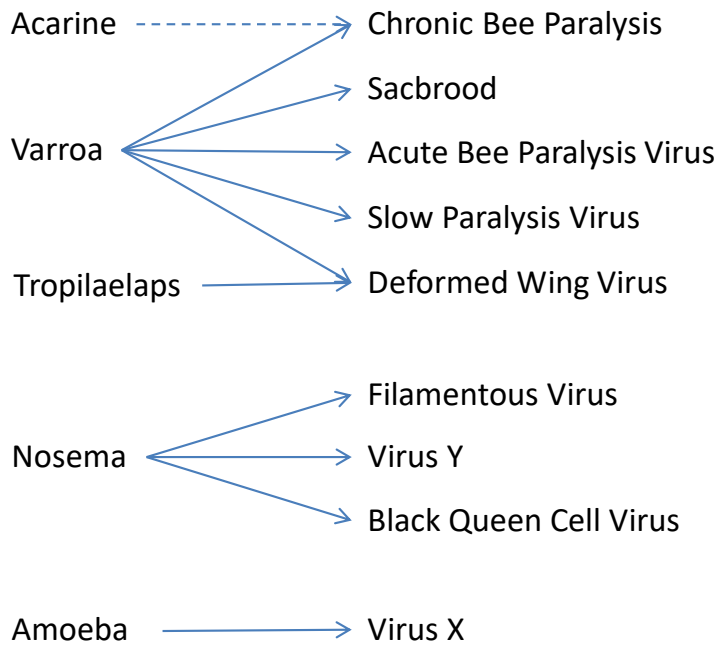 Acarine
Chronic Bee Paralysis
Sacbrood
Varroa
Acute Bee Paralysis Virus
Slow Paralysis Virus
Tropilaelaps
Deformed Wing Virus
Filamentous Virus
Nosema
Virus Y
Black Queen Cell Virus
Amoeba
Virus X